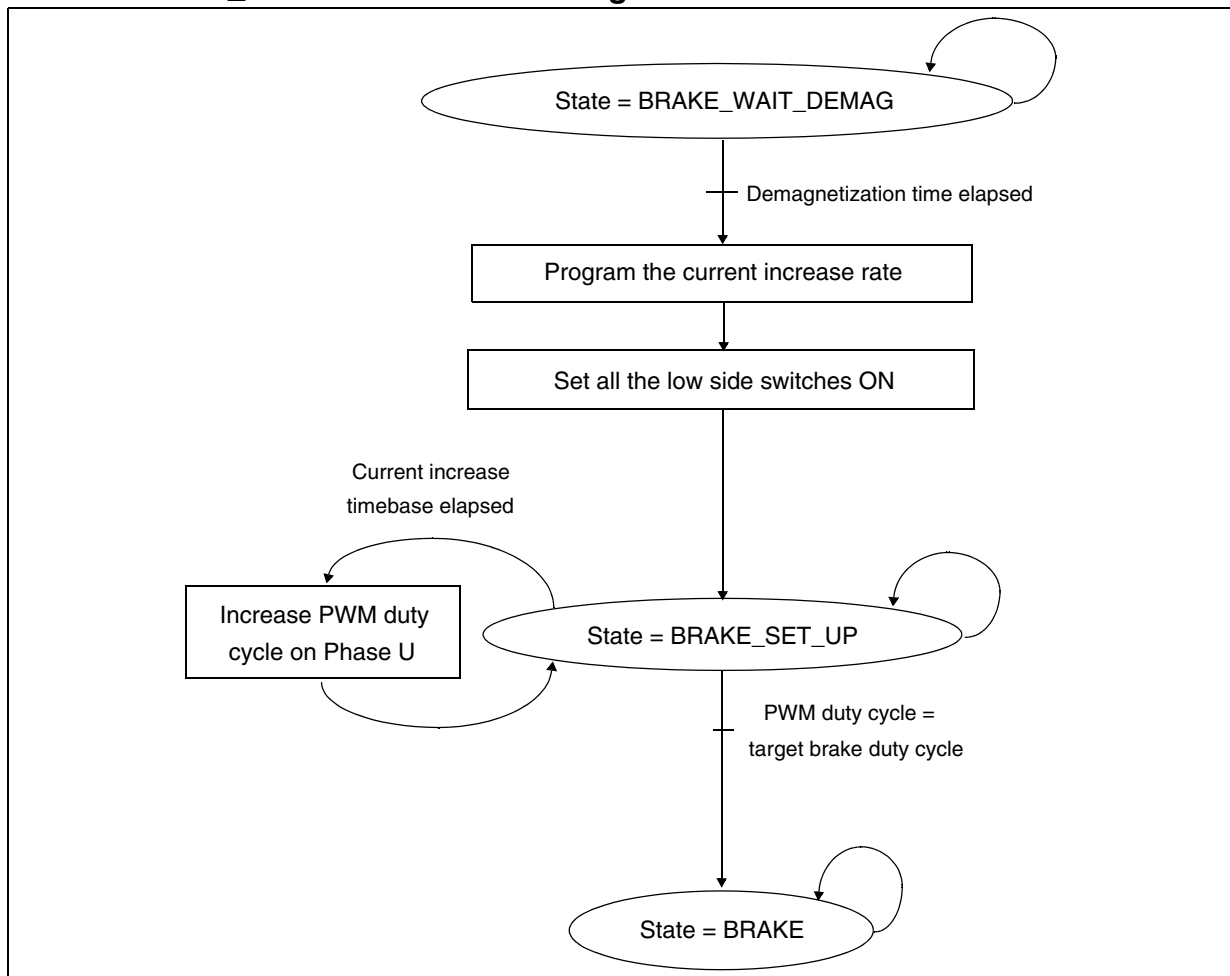 State = BRAKE_WAIT_DEMAG
Demagnetization time elapsed
Program the current increase rate
Set all the low side switches ON
Current increase
timebase elapsed
Increase PWM duty
cycle on Phase U
State = BRAKE_SET_UP
PWM duty cycle =
target brake duty cycle
State = BRAKE